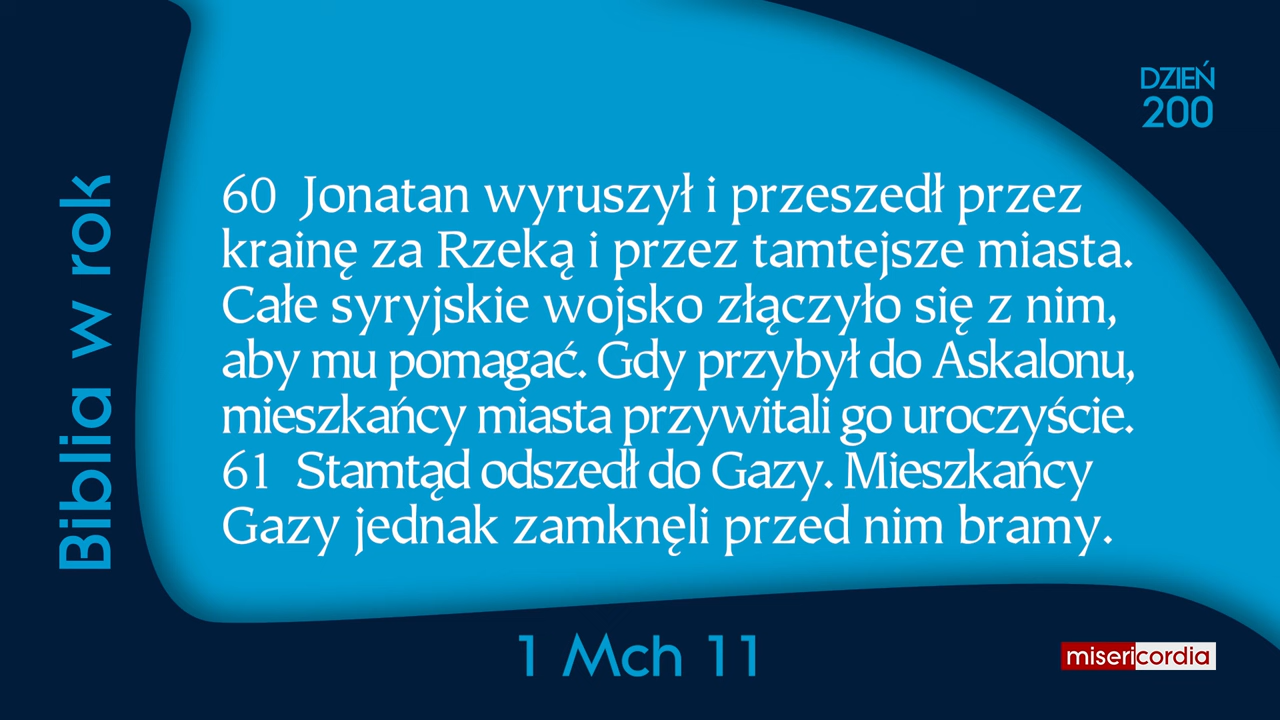 DZIEŃ
200
Biblia w rok
60 Jonatan wyruszył i przeszedł przez
krainę za Rzeką i przez tamtejsze miasta.
Całe syryjskie wojsko złączyło się z nim,
aby mu pomagać. Gdy przybył do Askalonu,
mieszkańcy miasta przywitali go uroczyście.
61 Stamtąd odszedł do Gazy. Mieszkańcy
Gazy jednak zamknęli przed nim bramy.
1 Mch 11
misericordia